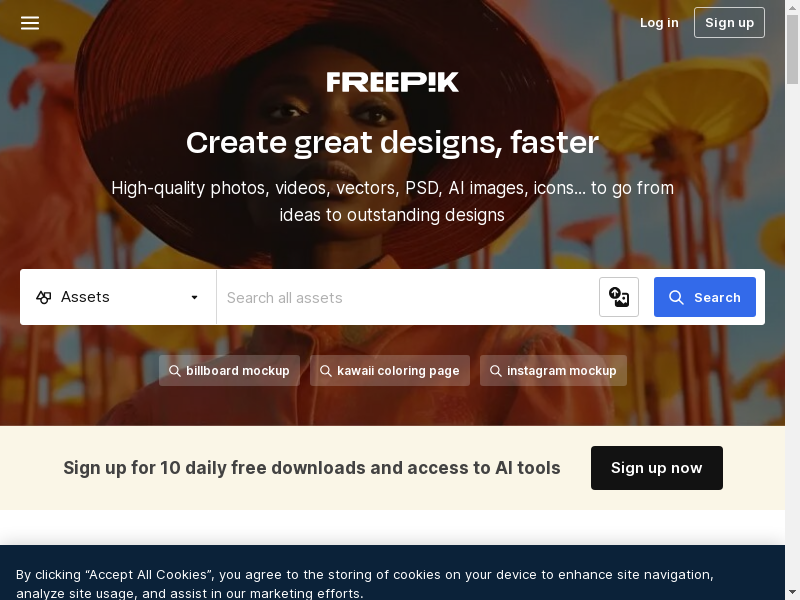 Log in
Sign up
FREEPIK
Create great designs, faster
High-quality photos, videos, vectors, PSD, AI images, icons... to go from
ideas to outstanding designs
Assets
Search all assets
Search
billboard mockup
kawaii coloring page
instagram mockup
Sign up for 10 daily free downloads and access to AI tools
Sign up now
By clicking “Accept All Cookies”, you agree to the storing of cookies on your device to enhance site navigation,
analyze site usage, and assist in our marketing efforts.